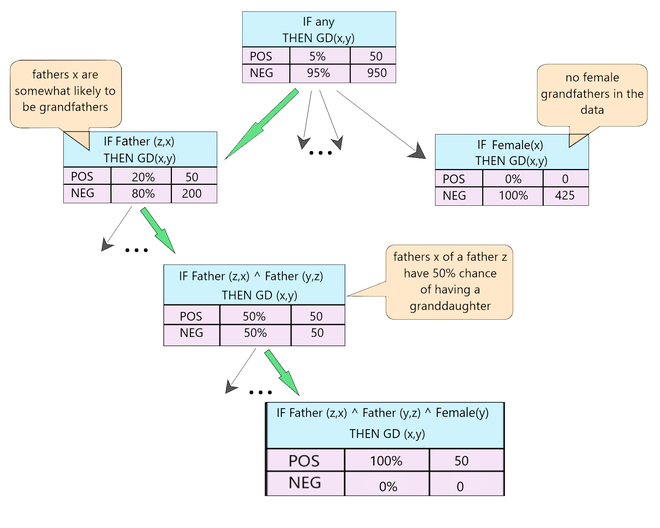 IF any
THEN GD(x,y)
POS 5% 50
NEG 95% 950
fathers x are
somewhat likely to
be grandfathers
no female
grandfathers in the
data
IF Father (z,x)
THEN GD(x,y)
POS 20% 50
NEG 80% 200
...
IF Female(x)
THEN GD(x,y)
POS 0% 0
NEG 100% 425
...
IF Father (z,x) ^ Father (y,z)
THEN GD (x,y)
POS 50% 50
NEG 50% 50
fathers x of a father z
have 50% chance
of having a
granddaughter
...
IF Father (z,x) ^ Father (y,z) ^ Female(y)
THEN GD (x,y)
POS 100% 50
NEG 0% 0